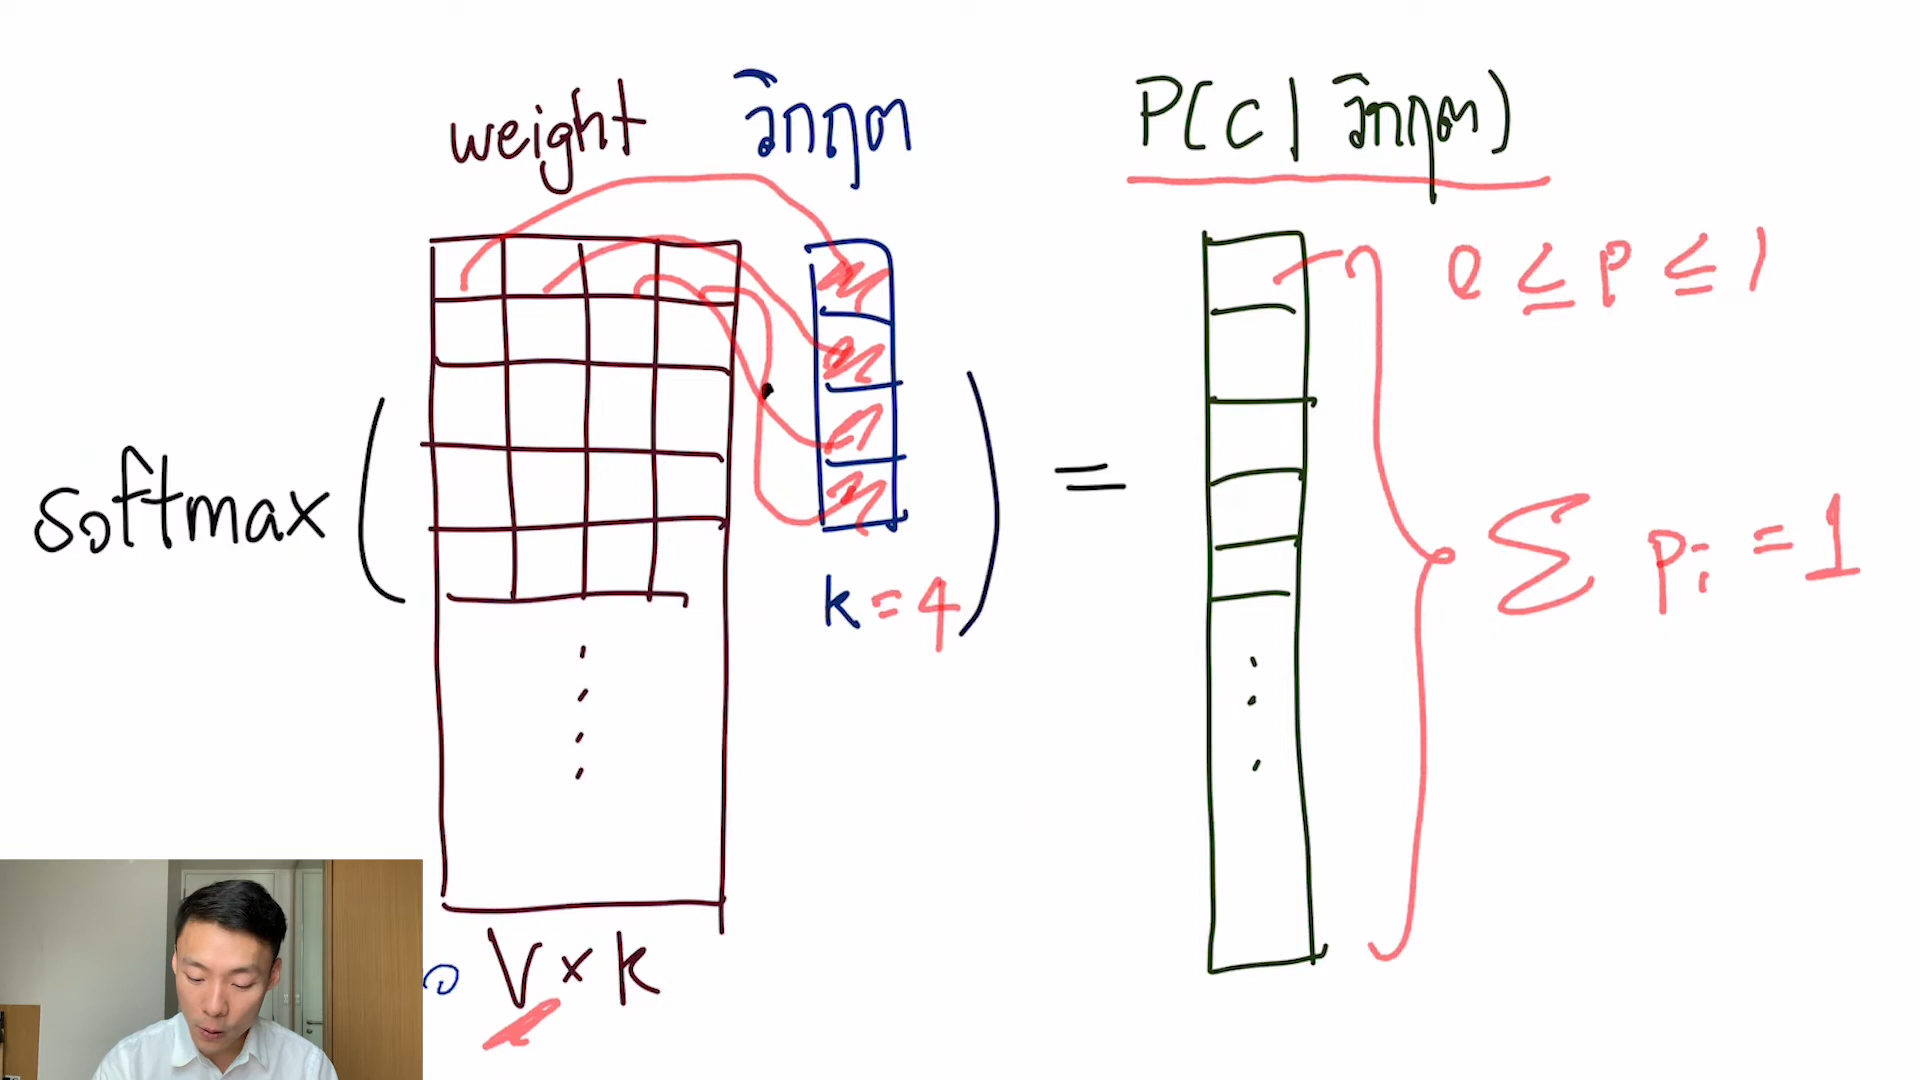 weight วิกฤต P(c | วิกฤต)
0 ≤ p ≤ 1
softmax ( ) = Σ pi = 1
k = 4
V × k